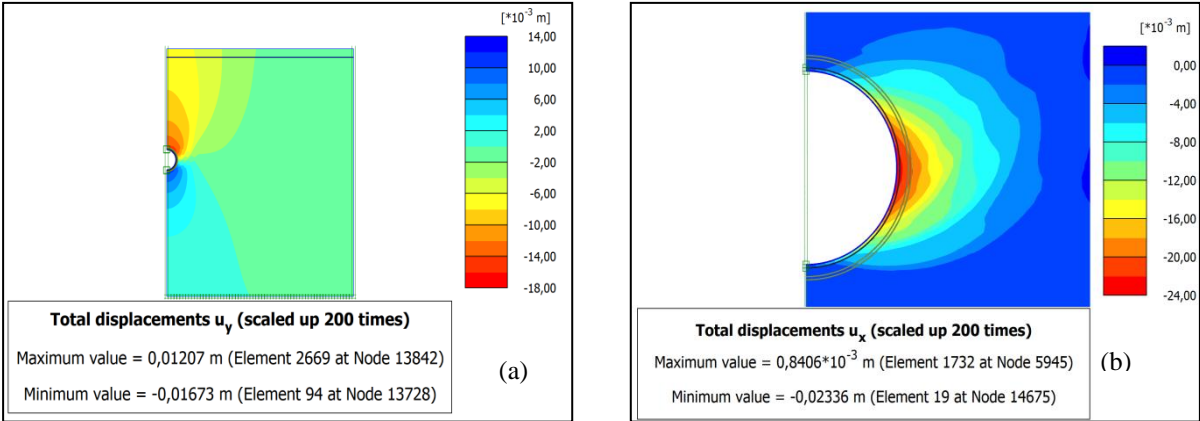 [*10⁻³ m]
14,00
10,00
6,00
2,00
-2,00
-6,00
-10,00
-14,00
-18,00
Total displacements u_y (scaled up 200 times)
Maximum value = 0,01207 m (Element 2669 at Node 13842)
Minimum value = -0,01673 m (Element 94 at Node 13728)
(a)
[*10⁻³ m]
0,00
-4,00
-8,00
-12,00
-16,00
-20,00
-24,00
Total displacements u_x (scaled up 200 times)
Maximum value = 0,8406*10⁻³ m (Element 1732 at Node 5945)
Minimum value = -0,02336 m (Element 19 at Node 14675)
(b)